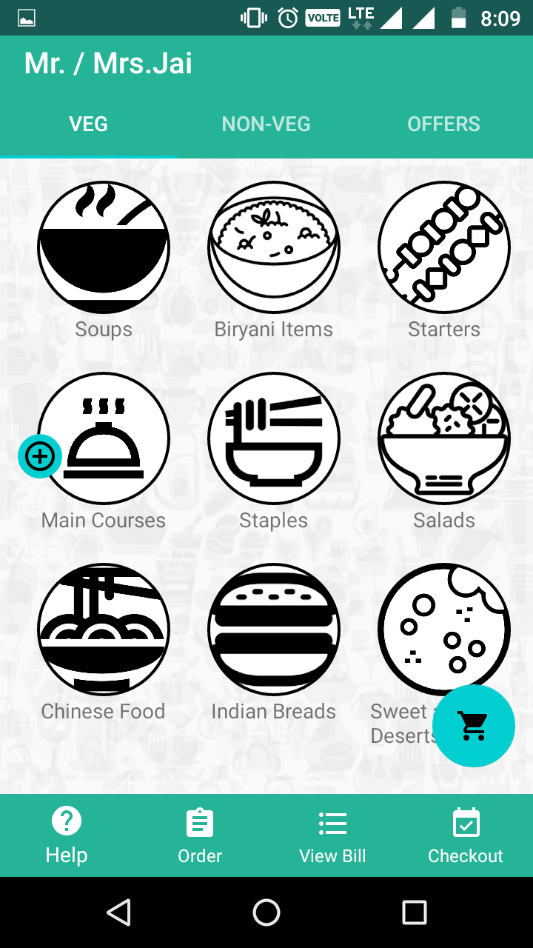 VOLTE LTE 8:09
Mr. / Mrs.Jai
VEG NON-VEG OFFERS
Soups Biryani Items Starters
Main Courses Staples Salads
Chinese Food Indian Breads Sweet
Deserts
Help Order View Bill Checkout